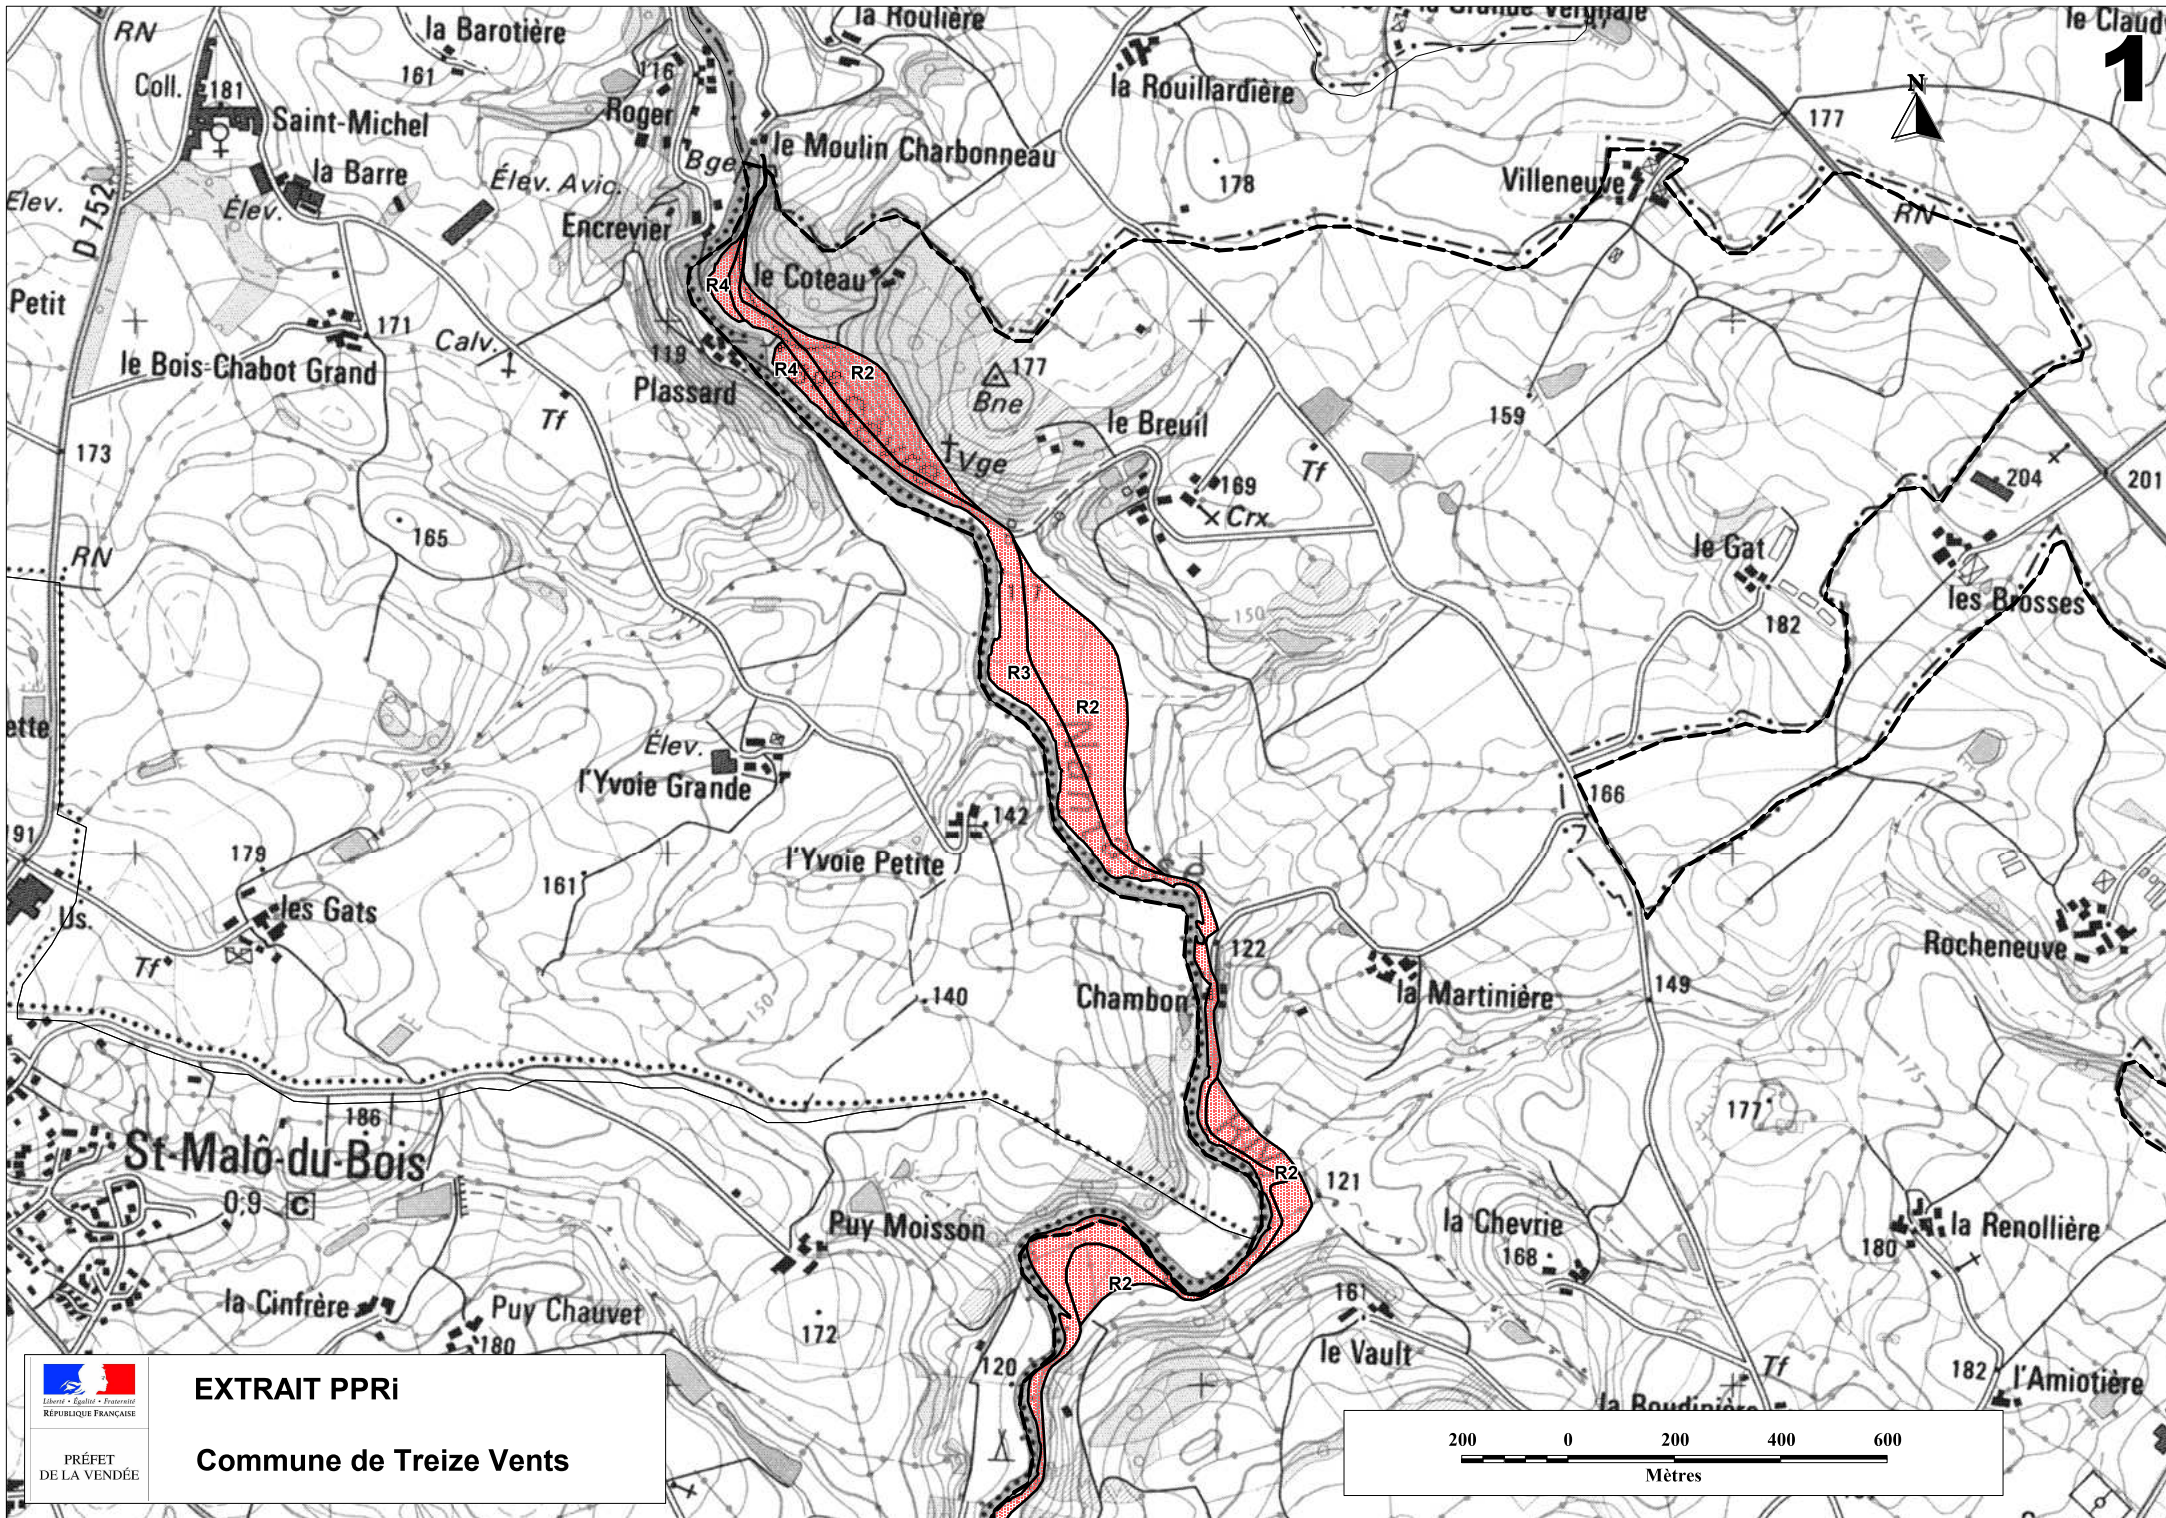 la Roulière
le Claudy
1
RN
la Barotière
161
116
Coll.
181
Saint-Michel
la Barre
Élev.
Élev.
Élev. Avic.
Roger
Bge
le Moulin Charbonneau
la Rouillardière
178
177
N
Villeneuve
RN
D 752
Encrevier
R4
le Coteau
Petit
171
le Bois-Chabot Grand
Calv.
Tf
119
Plassard
R4
R2
177
Bne
Vge
le Breuil
169
Crx
Tf
159
204
201
173
165
RN
le Gat
182
les Brosses
150
R3
R2
ette
Élev.
l'Yvoie Grande
142
l'Yvoie Petite
166
191
179
161
les Gats
Us.
Tf
122
Chambon
la Martinière
149
Rocheneuve
140
150
175
177
186
St-Malô-du-Bois
0,9
C
R2
121
Puy Moisson
la Chevrie
168
180
la Renollière
R2
161
la Cinfrère
Puy Chauvet
180
172
120
le Vault
Tf
182
l'Amiotière
la Boudinière
Liberté • Égalité • Fraternité
RÉPUBLIQUE FRANÇAISE
PRÉFET
DE LA VENDÉE
EXTRAIT PPRi
Commune de Treize Vents
200 0 200 400 600
Mètres